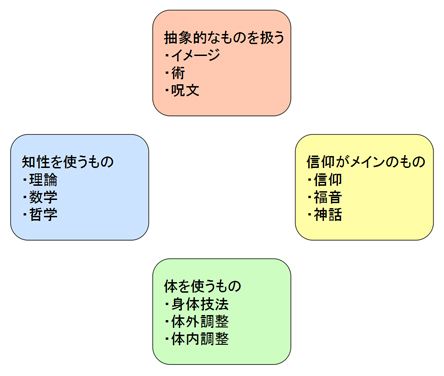 抽象的なものを扱う
・イメージ
・術
・呪文
知性を使うもの
・理論
・数学
・哲学
信仰がメインのもの
・信仰
・福音
・神話
体を使うもの
・身体技法
・体外調整
・体内調整